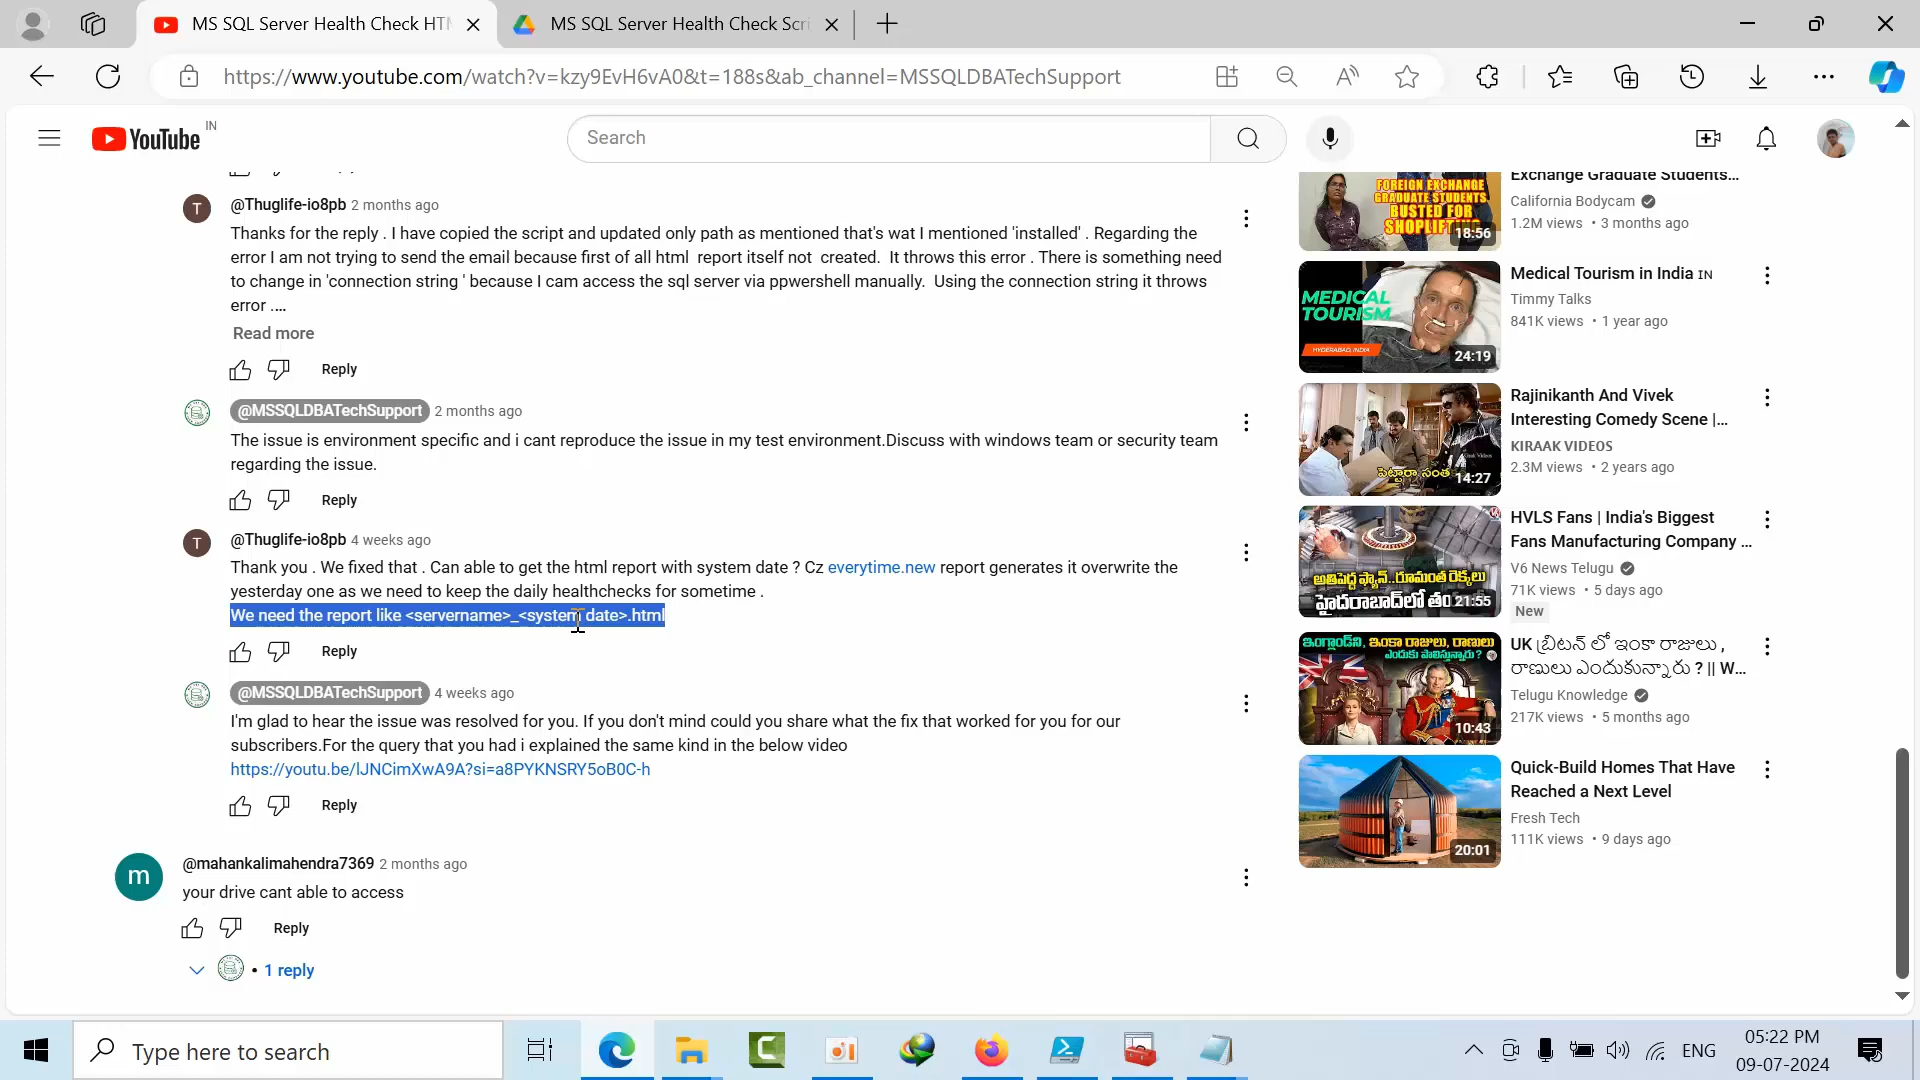 MS SQL Server Health Check HTM
MS SQL Server Health Check Scri
https://www.youtube.com/watch?v=kzy9EvH6vA0&t=188s&ab_channel=MSSQLDBATechSupport
YouTube IN
Search
T
@Thuglife-io8pb 2 months ago
Thanks for the reply . I have copied the script and updated only path as mentioned that's wat I mentioned 'installed' . Regarding the
error I am not trying to send the email because first of all html report itself not created. It throws this error . There is something need
to change in 'connection string ' because I cam access the sql server via ppwershell manually. Using the connection string it throws
error ....
Read more
Reply
@MSSQLDBATechSupport 2 months ago
The issue is environment specific and i cant reproduce the issue in my test environment.Discuss with windows team or security team
regarding the issue.
Reply
T
@Thuglife-io8pb 4 weeks ago
Thank you . We fixed that . Can able to get the html report with system date ? Cz everytime.new report generates it overwrite the
yesterday one as we need to keep the daily healthchecks for sometime .
We need the report like <servername>_<system date>.html
Reply
@MSSQLDBATechSupport 4 weeks ago
I'm glad to hear the issue was resolved for you. If you don't mind could you share what the fix that worked for you for our
subscribers.For the query that you had i explained the same kind in the below video
https://youtu.be/lJNCimXwA9A?si=a8PYKNSRY5oB0C-h
Reply
m
@mahankalimahendra7369 2 months ago
your drive cant able to access
Reply
• 1 reply
FOREIGN EXCHANGE
GRADUATE STUDENTS
BUSTED FOR
SHOPLIFTING
18:56
Exchange Graduate Students...
California Bodycam
1.2M views • 3 months ago
MEDICAL
TOURISM
HYDERABAD, INDIA
24:19
Medical Tourism in India IN
Timmy Talks
841K views • 1 year ago
14:27
Rajinikanth And Vivek
Interesting Comedy Scene |...
KIRAAK VIDEOS
2.3M views • 2 years ago
V6
అతిపెద్ద ఫ్యాన్..రూమంత రెక్కలు
21:55
HVLS Fans | India's Biggest
Fans Manufacturing Company ...
V6 News Telugu
71K views • 5 days ago
New
ఇంగ్లాండ్‌ని, ఇంకా రాజులు, రాణులు
ఎందుకు పాలిస్తున్నారు ?
10:43
UK బ్రిటన్ లో ఇంకా రాజులు ,
రాణులు ఎందుకున్నారు ? || W...
Telugu Knowledge
217K views • 5 months ago
20:01
Quick-Build Homes That Have
Reached a Next Level
Fresh Tech
111K views • 9 days ago
Type here to search
ENG
05:22 PM
09-07-2024